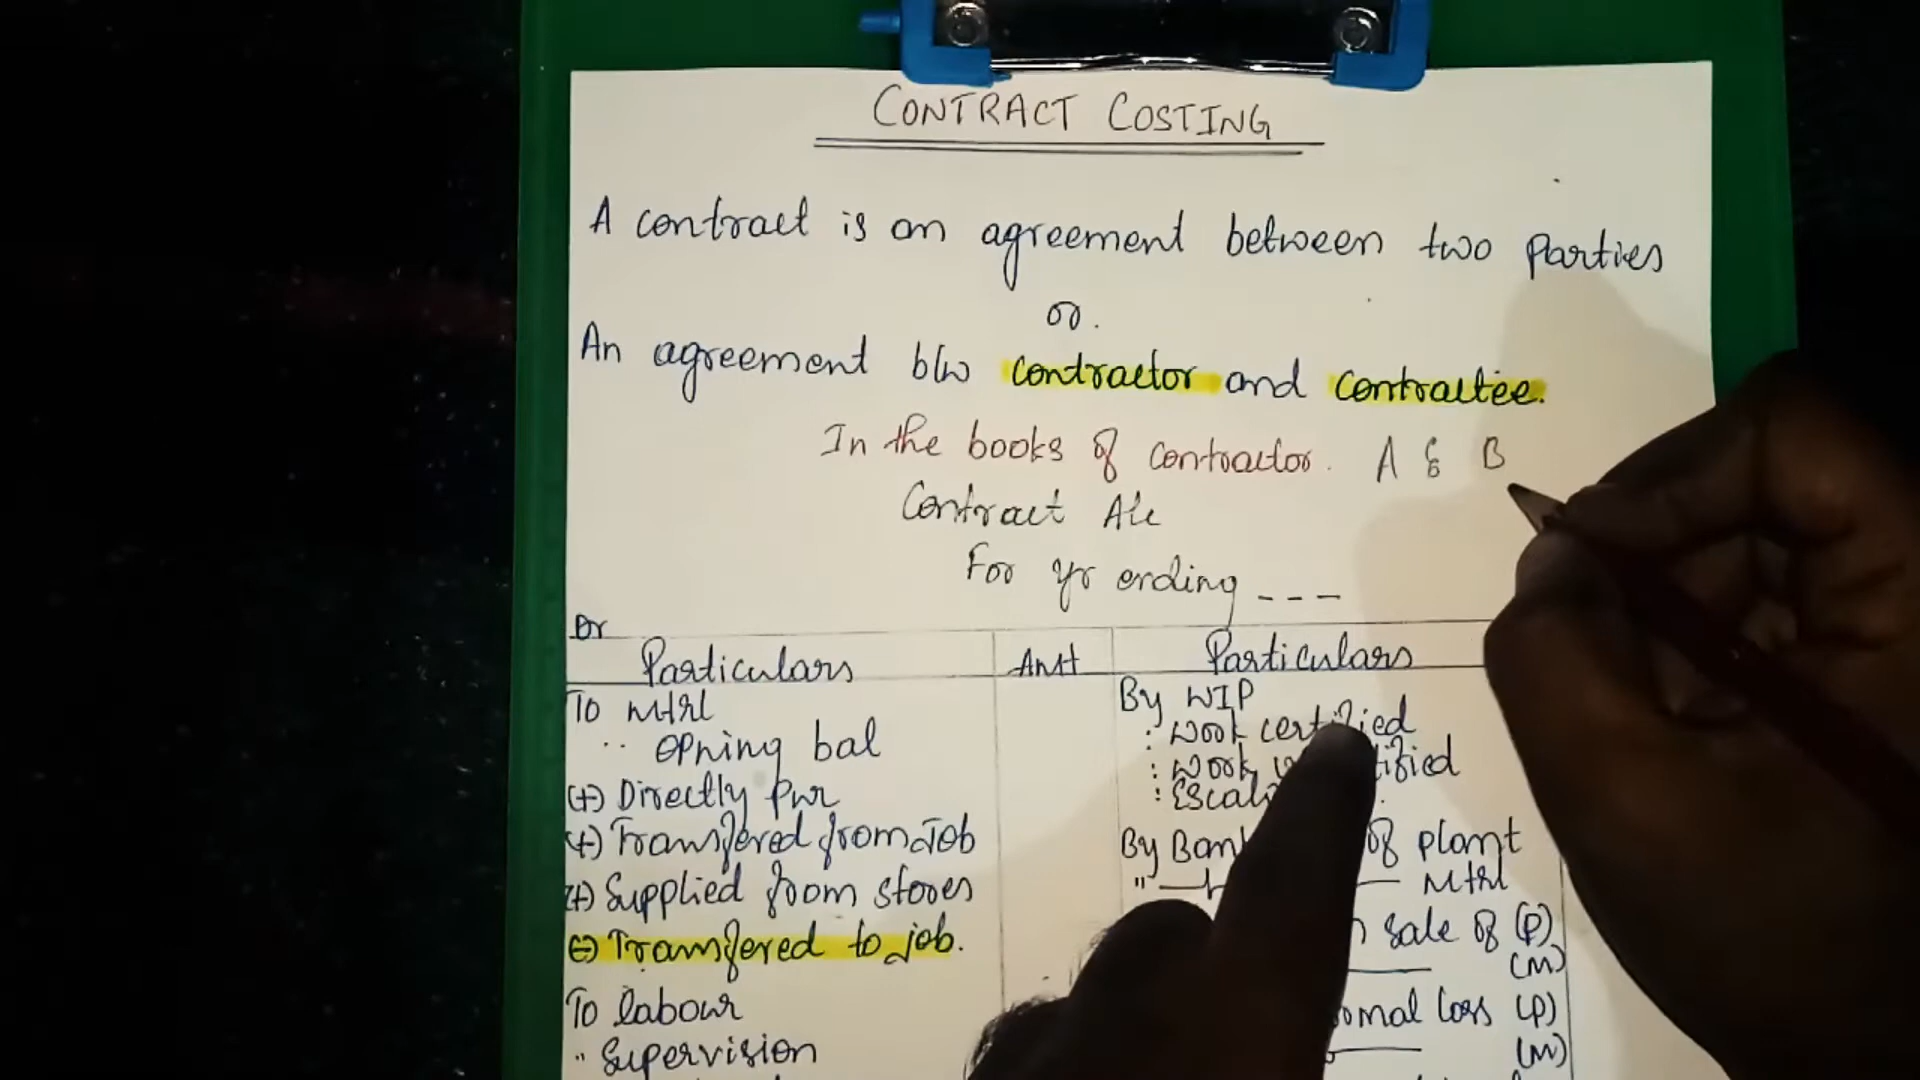 CONTRACT COSTING
A contract is an agreement between two Parties
or.
An agreement b/w contractor and contractee.
In the books of contractor. A & B
Contract A/c
For yr ending ---
Dr
Particulars Amt Particulars
To Mtrl By WIP
opning bal : Work certified
: Work
(+) Directly pur
(+) Transfered from Job By of plant
(+) Supplied from stores " Mtrl
(-) Transfered to job. sale of (P)
(M)
To labour loss (P)
" Supervision (M)